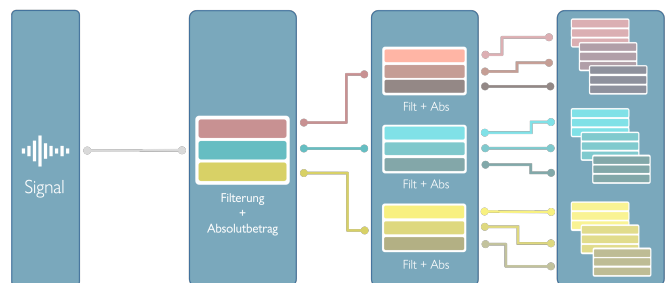 Signal
Filterung
+
Absolutbetrag
Filt + Abs
Filt + Abs
Filt + Abs